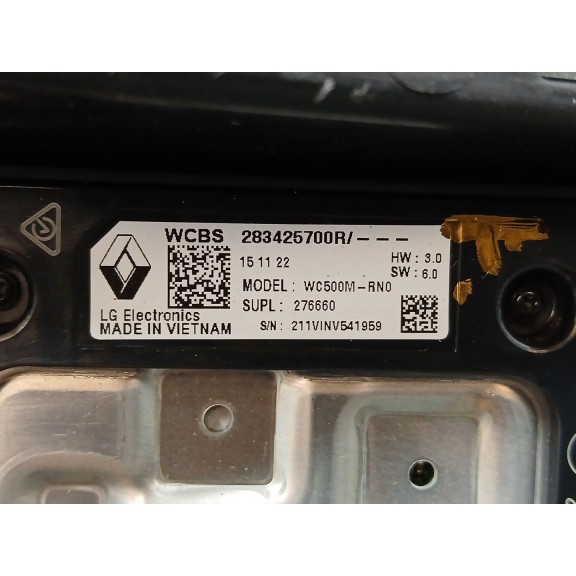 WCBS 283425700R/- - -
15 11 22
HW : 3.0
SW : 6.0
MODEL : WC500M-RN0
SUPL : 276660
LG Electronics
MADE IN VIETNAM
S/N : 211VINV541959